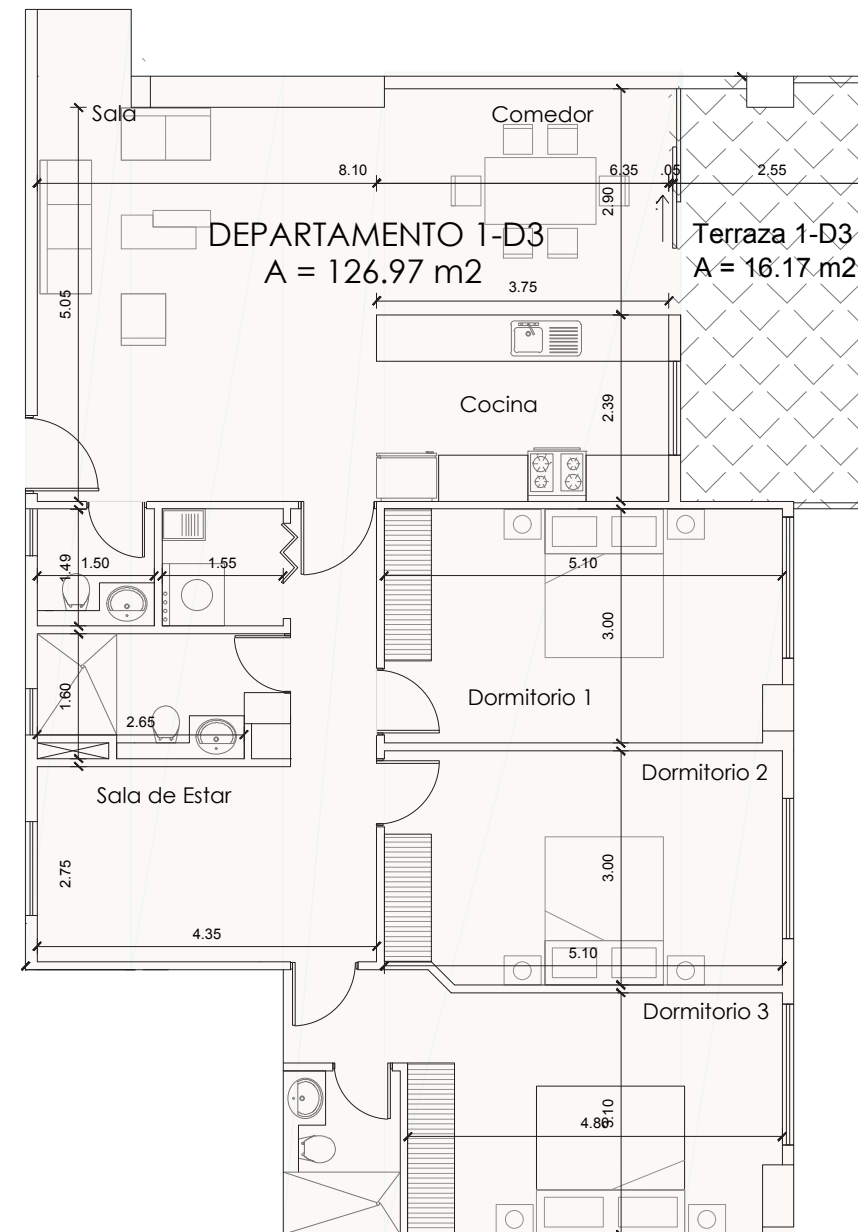 Sala
Comedor
8.10
6.35
.05
2.55
2.90
DEPARTAMENTO 1-D3
A = 126.97 m2
Terraza 1-D3
A = 16.17 m2
3.75
5.05
Cocina
2.39
1.49
1.50
1.55
5.10
3.00
1.60
2.65
Dormitorio 1
Dormitorio 2
Sala de Estar
2.75
3.00
4.35
5.10
Dormitorio 3